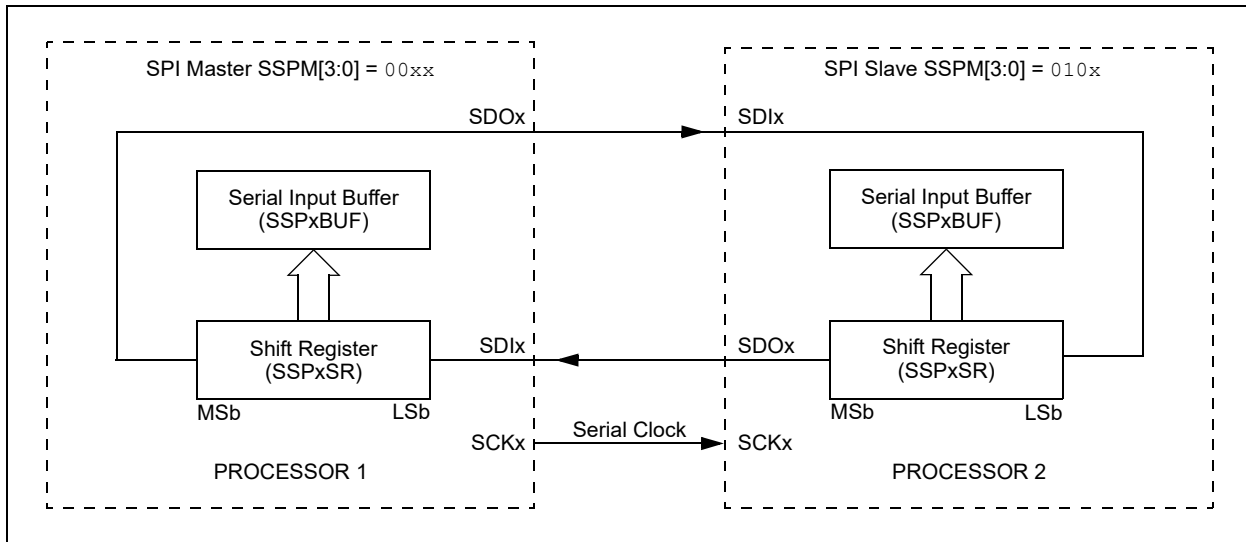 SPI Master SSPM[3:0] = 00xx
SPI Slave SSPM[3:0] = 010x
SDOx
SDIx
Serial Input Buffer
(SSPxBUF)
Serial Input Buffer
(SSPxBUF)
Shift Register
(SSPxSR)
SDIx
SDOx
Shift Register
(SSPxSR)
MSb
LSb
MSb
LSb
SCKx
Serial Clock
SCKx
PROCESSOR 1
PROCESSOR 2